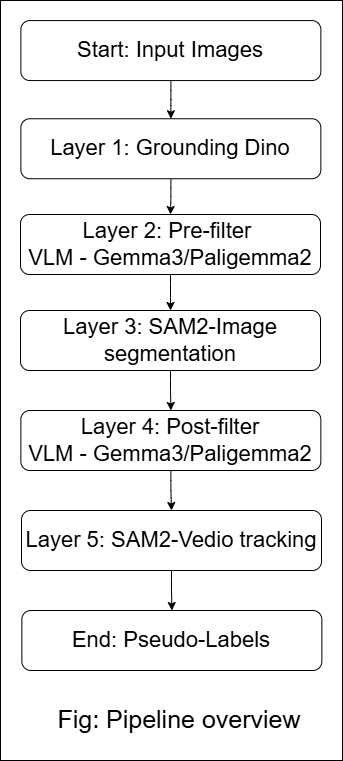 Start: Input Images
Layer 1: Grounding Dino
Layer 2: Pre-filter
VLM - Gemma3/Paligemma2
Layer 3: SAM2-Image
segmentation
Layer 4: Post-filter
VLM - Gemma3/Paligemma2
Layer 5: SAM2-Vedio tracking
End: Pseudo-Labels
Fig: Pipeline overview